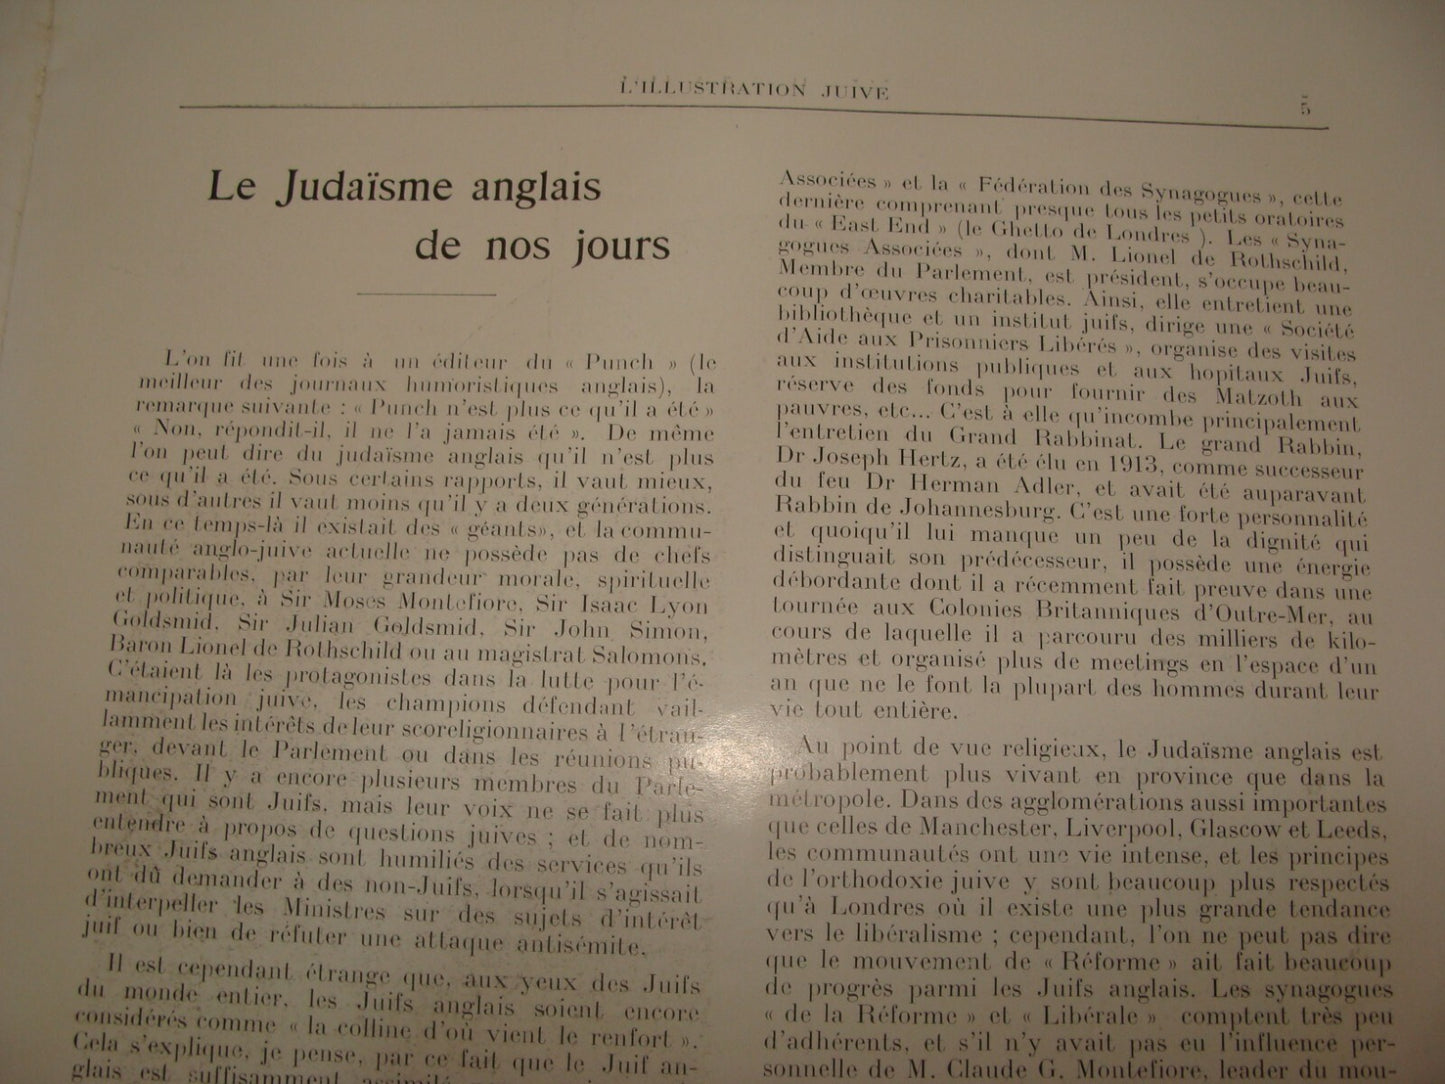 L'ILLUSTRATION JUIVE
5
Le Judaïsme anglais
de nos jours
L'on fit une fois à un éditeur du « Punch » (le
meilleur des journaux humoristiques anglais), la
remarque suivante : « Punch n'est plus ce qu'il a été »
« Non, répondit-il, il ne l'a jamais été ». De même
l'on peut dire du judaïsme anglais qu'il n'est plus
ce qu'il a été. Sous certains rapports, il vaut mieux,
sous d'autres il vaut moins qu'il y a deux générations.
En ce temps-là il existait des « géants», et la commu-
nauté anglo-juive actuelle ne possède pas de chefs
comparables, par leur grandeur morale, spirituelle
et politique, à Sir Moses Montefiore, Sir Isaac Lyon
Goldsmid, Sir Julian Goldsmid, Sir John Simon,
Baron Lionel de Rothschild ou au magistrat Salomons.
C'étaient là les protagonistes dans la lutte pour l'é-
mancipation juive, les champions défendant vail-
lamment les intérêts de leur scoreligionnaires à l'étran-
ger, devant le Parlement ou dans les réunions pu-
bliques. Il y a encore plusieurs membres du Parle-
ment qui sont Juifs, mais leur voix ne se fait plus
entendre à propos de questions juives ; et de nom-
breux Juifs anglais sont humiliés des services qu'ils
ont dû demander à des non-Juifs, lorsqu'il s'agissait
d'interpeller les Ministres sur des sujets d'intérêt
juif ou bien de réfuter une attaque antisémite.
Il est cependant étrange que, aux yeux des Juifs
du monde entier, les Juifs anglais soient encore
considérés comme « la colline d'où vient le renfort ».
Cela s'explique, je pense, par ce fait que le Juif an-
glais est suffisamment
Associées » et la « Fédération des Synagogues », cette
dernière comprenant presque tous les petits oratoires
du « East End » (le Ghetto de Londres ). Les « Syna-
gogues Associées », dont M. Lionel de Rothschild,
Membre du Parlement, est président, s'occupe beau-
coup d'œuvres charitables. Ainsi, elle entretient une
bibliothèque et un institut juifs, dirige une « Société
d'Aide aux Prisonniers Libérés », organise des visites
aux institutions publiques et aux hopitaux Juifs,
réserve des fonds pour fournir des Matzoth aux
pauvres, etc... C'est à elle qu'incombe principalement
l'entretien du Grand Rabbinat. Le grand Rabbin,
Dr Joseph Hertz, a été élu en 1913, comme successeur
du feu Dr Herman Adler, et avait été auparavant
Rabbin de Johannesburg. C'est une forte personnalité
et quoiqu'il lui manque un peu de la dignité qui
distinguait son prédécesseur, il possède une énergie
débordante dont il a récemment fait preuve dans une
tournée aux Colonies Britanniques d'Outre-Mer, au
cours de laquelle il a parcouru des milliers de kilo-
mètres et organisé plus de meetings en l'espace d'un
an que ne le font la plupart des hommes durant leur
vie tout entière.
Au point de vue religieux, le Judaïsme anglais est
probablement plus vivant en province que dans la
métropole. Dans des agglomérations aussi importantes
que celles de Manchester, Liverpool, Glascow et Leeds,
les communautés ont une vie intense, et les principes
de l'orthodoxie juive y sont beaucoup plus respectés
qu'à Londres où il existe une plus grande tendance
vers le libéralisme ; cependant, l'on ne peut pas dire
que le mouvement de « Réforme » ait fait beaucoup
de progrès parmi les Juifs anglais. Les synagogues
« de la Réforme » et « Libérale » comptent très peu
d'adhérents, et s'il n'y avait pas eu l'influence per-
sonnelle de M. Claude G. Montefiore, leader du mou-